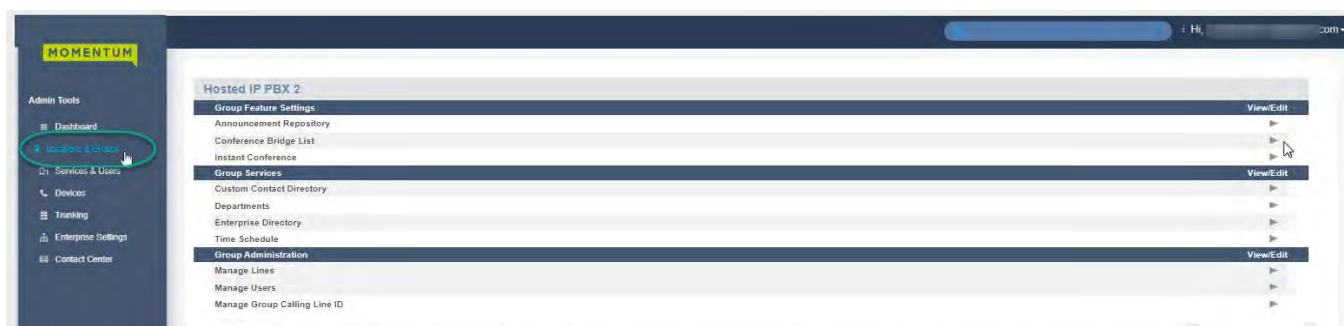 Hi,
com
MOMENTUM
Admin Tools
Dashboard
Locations & Groups
Services & Users
Devices
Trunking
Enterprise Settings
Contact Center
Hosted IP PBX 2
Group Feature Settings View/Edit
Announcement Repository
Conference Bridge List
Instant Conference
Group Services View/Edit
Custom Contact Directory
Departments
Enterprise Directory
Time Schedule
Group Administration View/Edit
Manage Lines
Manage Users
Manage Group Calling Line ID